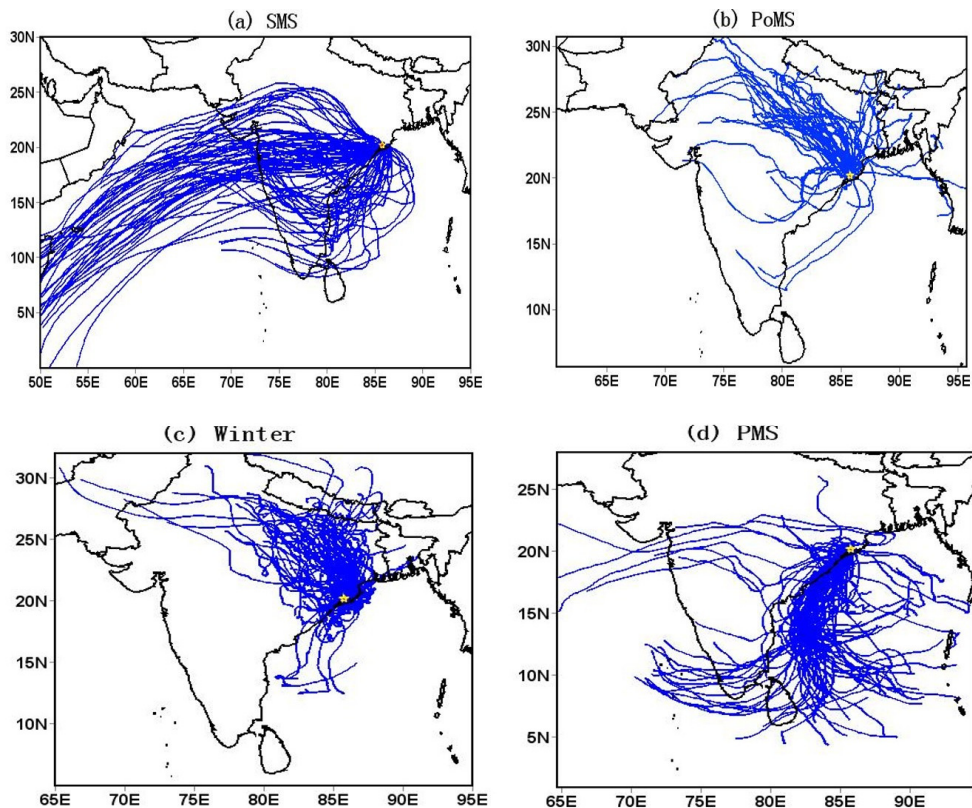 (a) SMS
30N
25N
20N
15N
10N
5N
50E 55E 60E 65E 70E 75E 80E 85E 90E 95E
(b) PoMS
30N
25N
20N
15N
10N
65E 70E 75E 80E 85E 90E 95E
(c) Winter
30N
25N
20N
15N
10N
65E 70E 75E 80E 85E 90E 95E
(d) PMS
25N
20N
15N
10N
5N
65E 70E 75E 80E 85E 90E